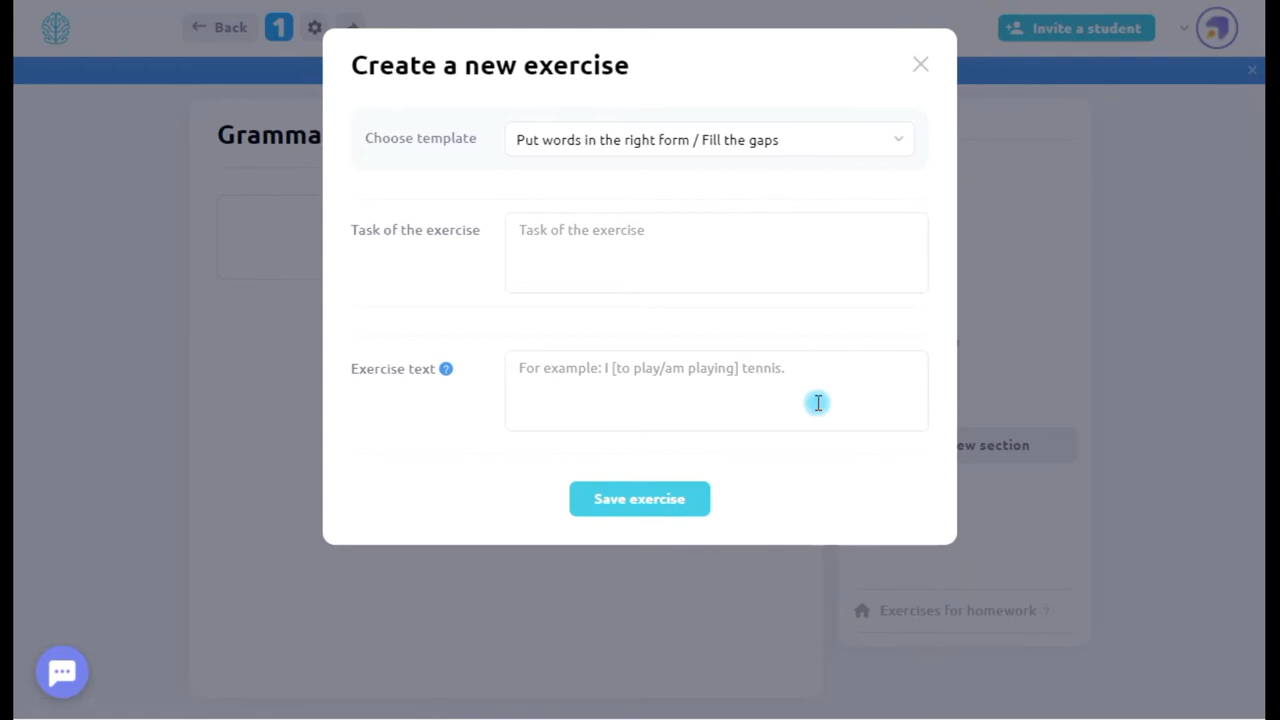 Back
1
Invite a student
Create a new exercise
Gramma
Choose template
Put words in the right form / Fill the gaps
Task of the exercise
Task of the exercise
Exercise text ?
For example: I [to play/am playing] tennis.
ew section
Save exercise
Exercises for homework ?